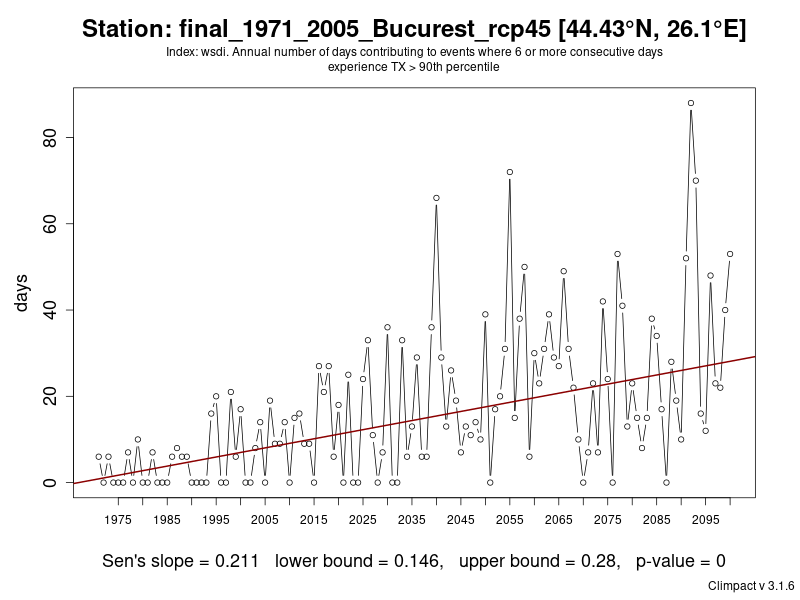 Station: final_1971_2005_Bucurest_rcp45 [44.43°N, 26.1°E]
Index: wsdi. Annual number of days contributing to events where 6 or more consecutive days
experience TX > 90th percentile
80
60
40
20
0
days
1975 1985 1995 2005 2015 2025 2035 2045 2055 2065 2075 2085 2095
Sen's slope = 0.211 lower bound = 0.146, upper bound = 0.28, p-value = 0
Climpact v 3.1.6